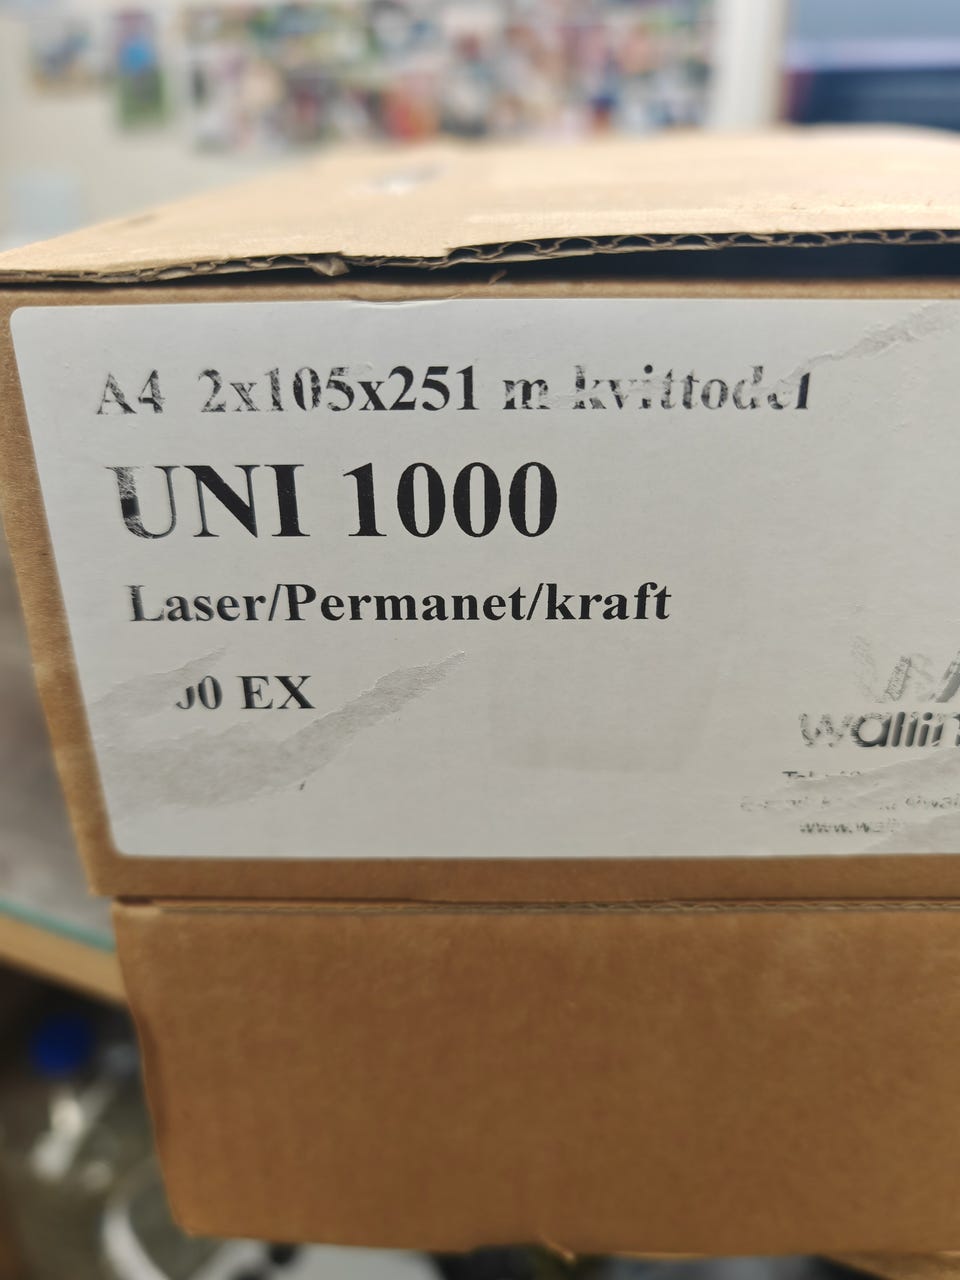 A4 2x105x251 m kvittodel
UNI 1000
Laser/Permanet/kraft
EX